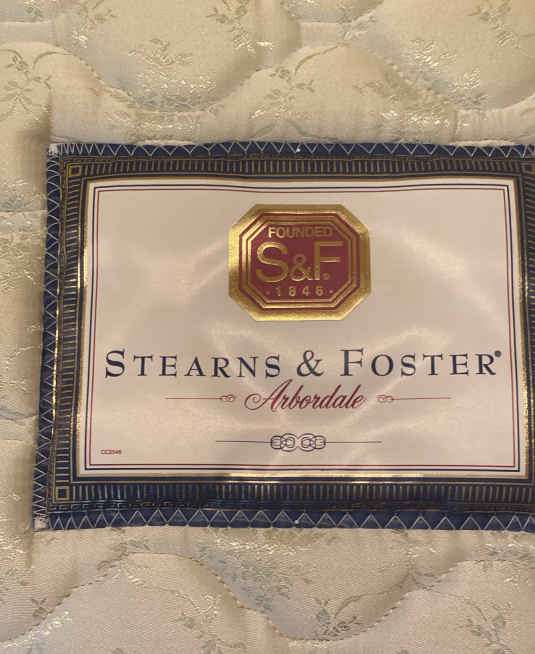 FOUNDED
S&F®
·1846·
STEARNS & FOSTER®
Arbordale